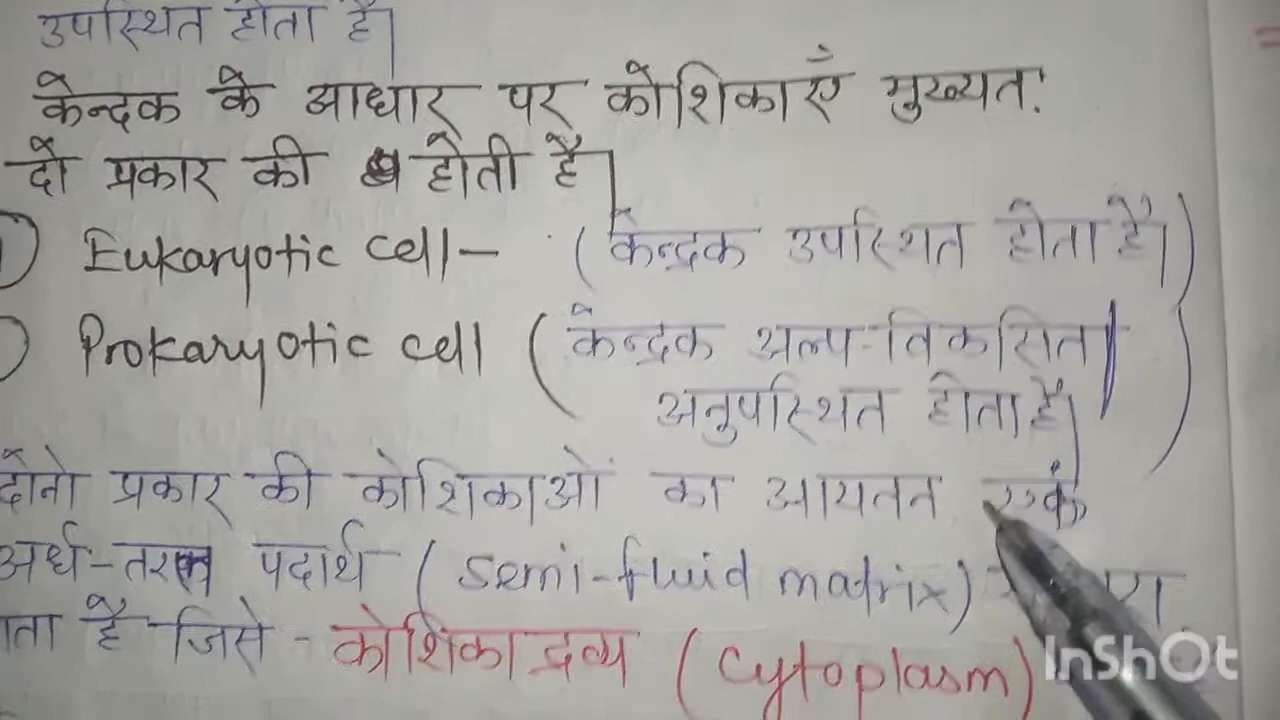 उपस्थित होता है।
केन्द्रक के आधार पर कोशिकाएँ मुख्यत:
दो प्रकार की होती है।
Eukaryotic cell- (केन्द्रक उपस्थित होता है।)
Prokaryotic cell (केन्द्रक अल्प-विकसित।
अनुपस्थित होता है।)
दोनो प्रकार की कोशिकाओं का आयतन एक
अर्ध-तरल पदार्थ (semi-fluid matrix)
है जिसे - कोशिका द्रव्य (Cytoplasm)
InShOt